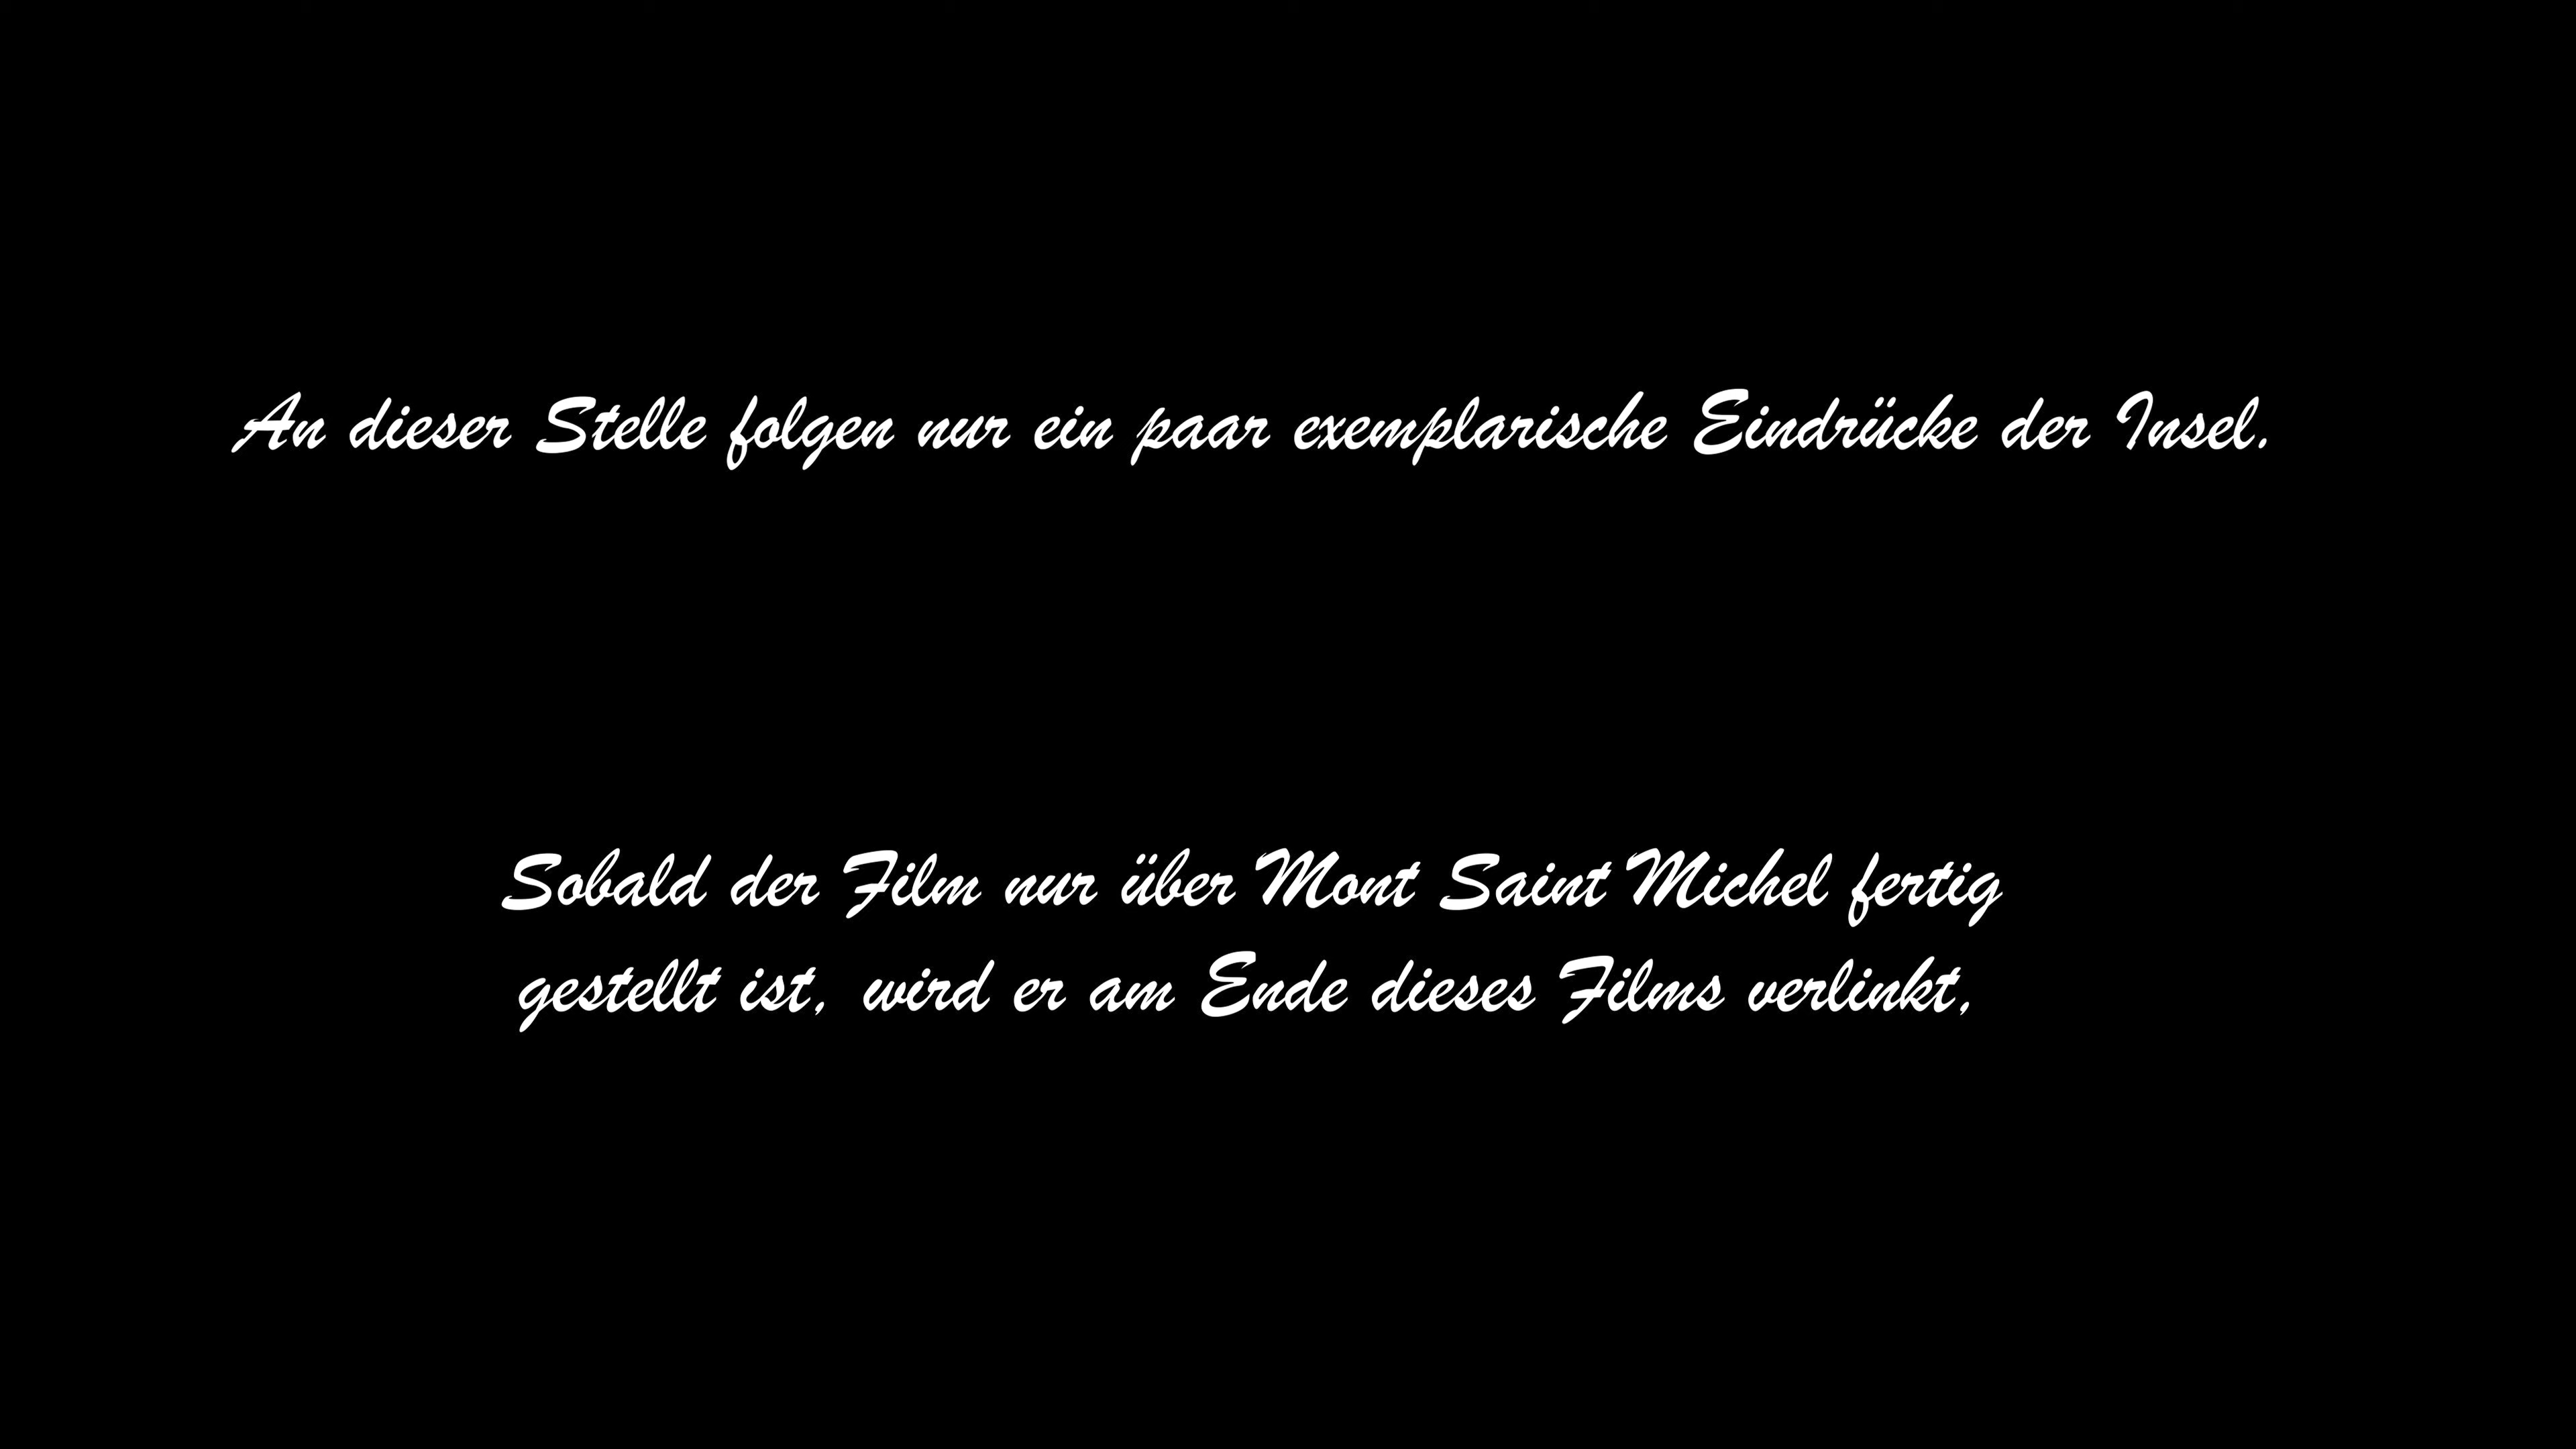 An dieser Stelle folgen nur ein paar exemplarische Eindrücke der Insel.
Sobald der Film nur über Mont Saint Michel fertig
gestellt ist, wird er am Ende dieses Films verlinkt,